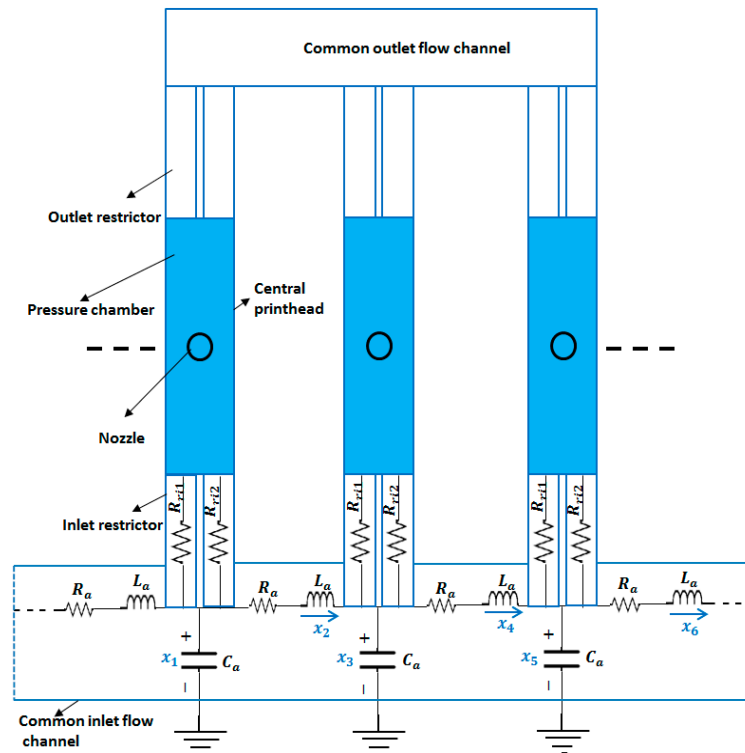 Common outlet flow channel
Outlet restrictor
Pressure chamber
Central
printhead
Nozzle
R_ri1
R_ri2
R_ri1
R_ri2
R_ri1
R_ri2
Inlet restrictor
R_a
L_a
R_a
L_a
R_a
L_a
R_a
L_a
x_2
x_4
x_6
+
x_1
C_a
−
+
x_3
C_a
−
+
x_5
C_a
−
Common inlet flow
channel